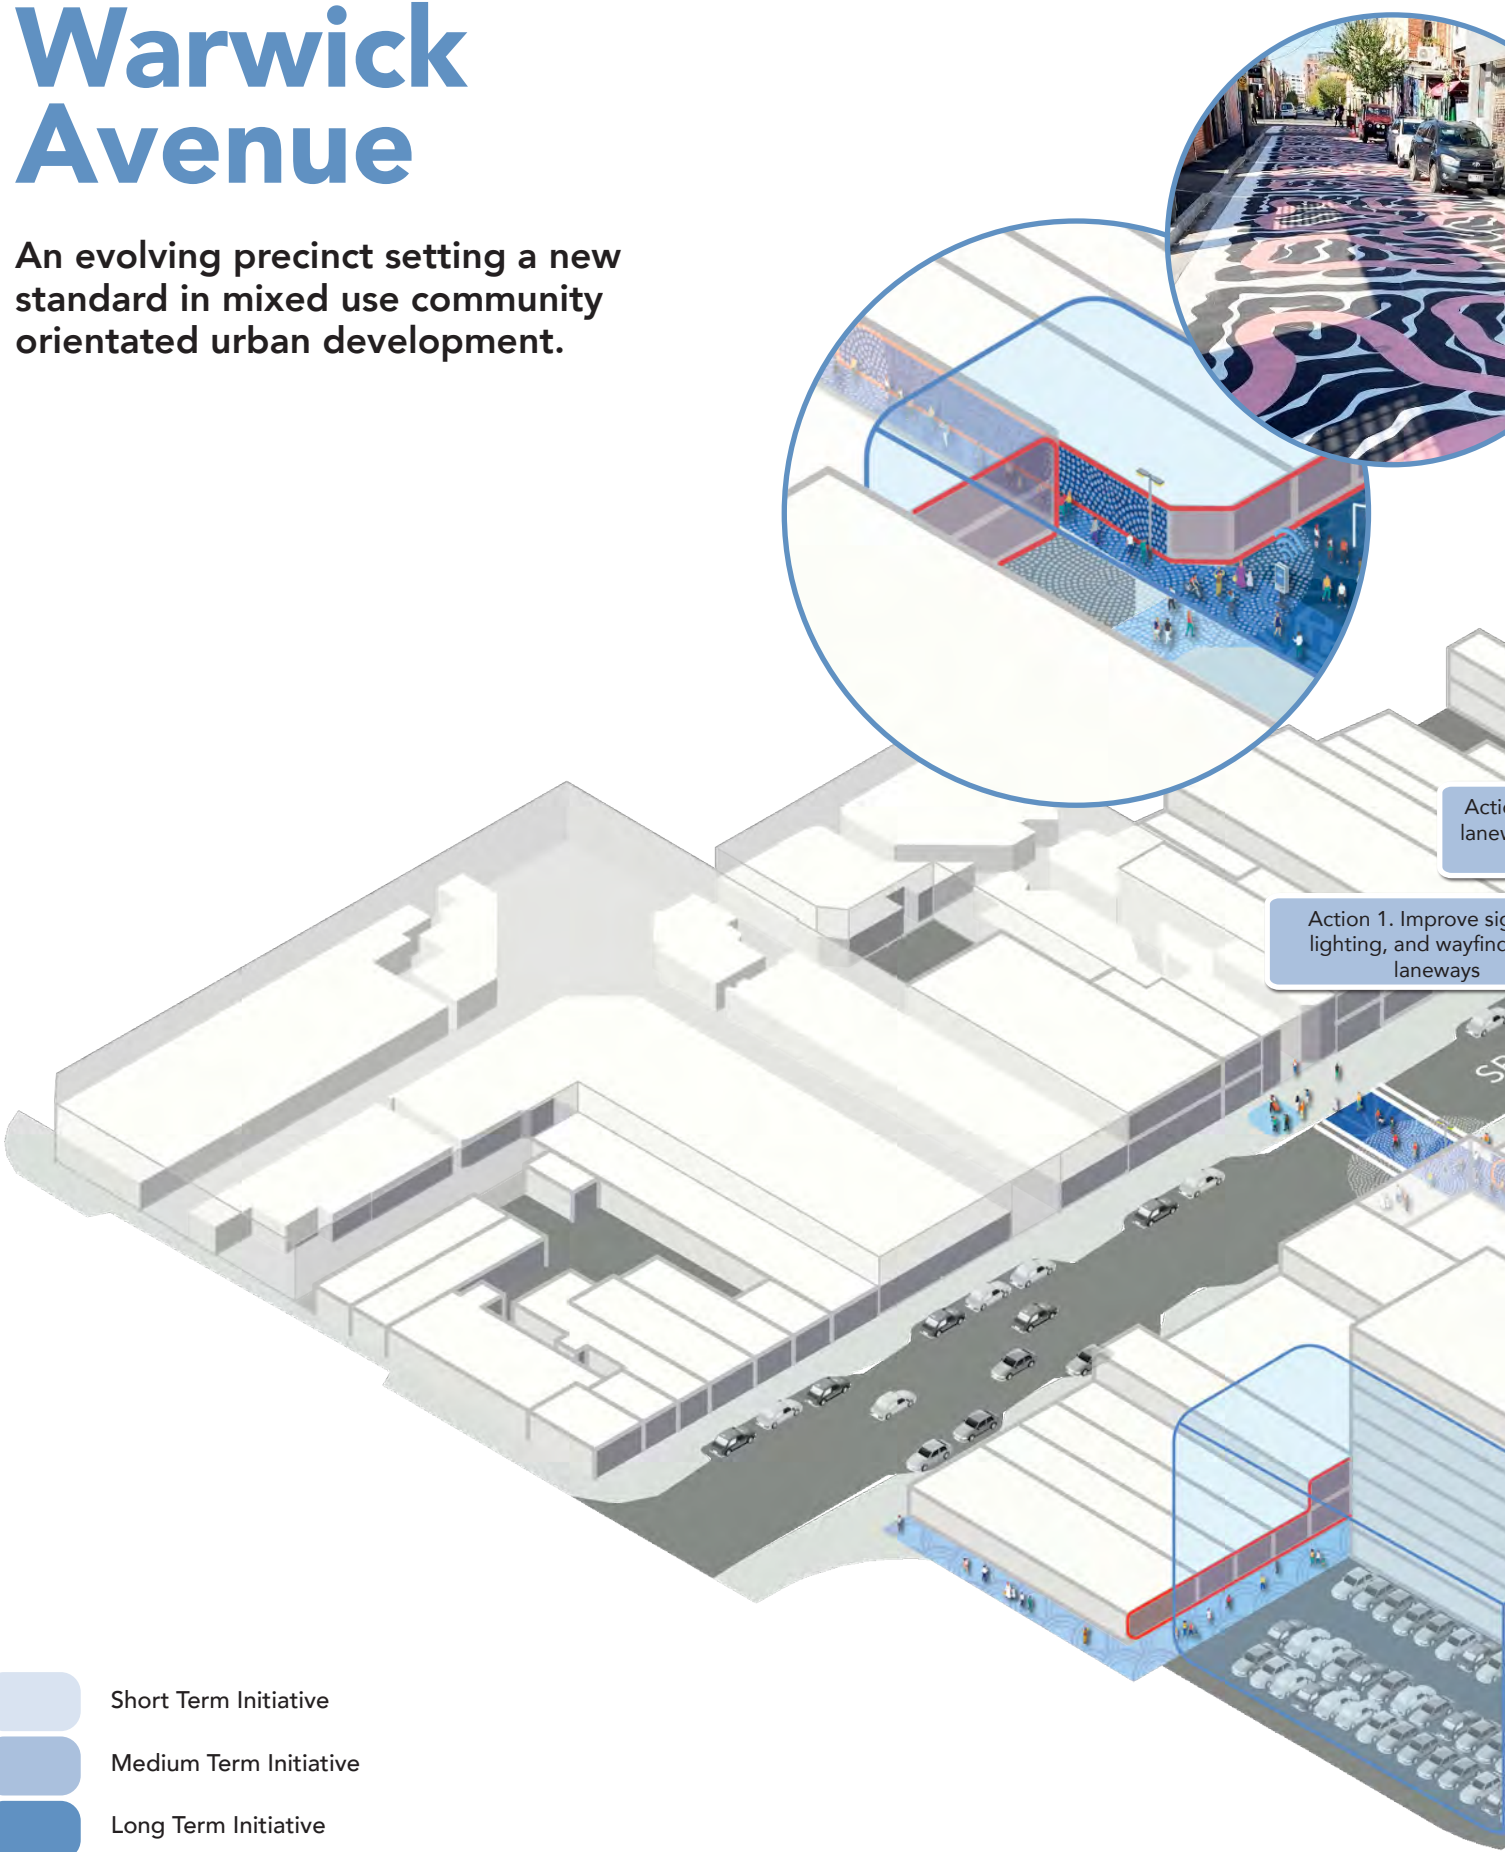 Warwick
Avenue
An evolving precinct setting a new
standard in mixed use community
orientated urban development.
Action 1. Improve
lighting, and
laneways
Short Term Initiative
Medium Term Initiative
Long Term Initiative